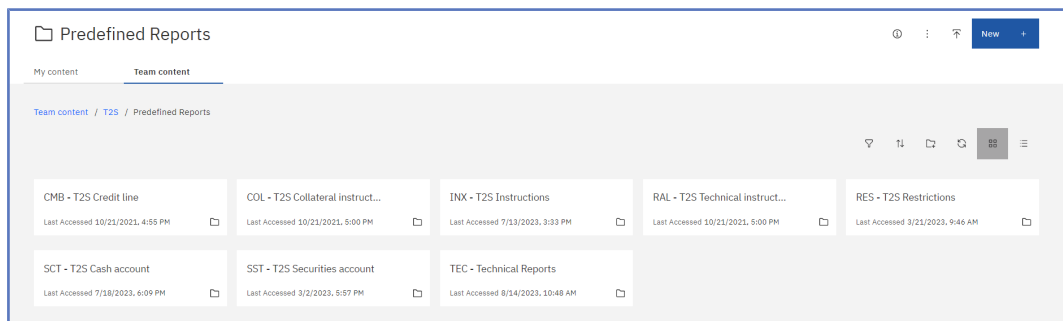 Predefined Reports
New +
My content Team content
Team content / T2S / Predefined Reports
CMB - T2S Credit line COL - T2S Collateral instruct... INX - T2S Instructions RAL - T2S Technical instruct... RES - T2S Restrictions
Last Accessed 10/21/2021, 4:55 PM Last Accessed 10/21/2021, 5:00 PM Last Accessed 7/13/2023, 3:33 PM Last Accessed 10/21/2021, 5:00 PM Last Accessed 3/21/2023, 9:46 AM
SCT - T2S Cash account SST - T2S Securities account TEC - Technical Reports
Last Accessed 7/18/2023, 6:09 PM Last Accessed 3/2/2023, 5:57 PM Last Accessed 8/14/2023, 10:48 AM